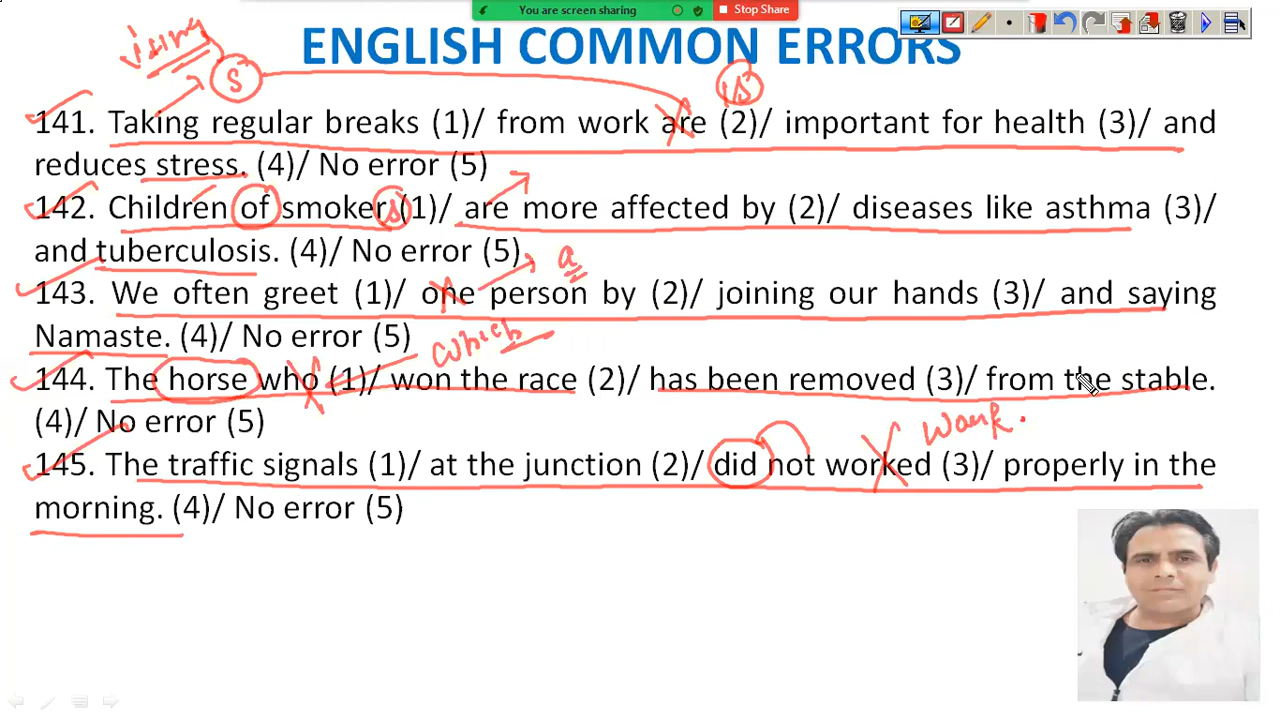 You are screen sharing
Stop Share
ENGLISH COMMON ERRORS
S
is
141. Taking regular breaks (1)/ from work are (2)/ important for health (3)/ and
reduces stress. (4)/ No error (5)
142. Children of smokers (1)/ are more affected by (2)/ diseases like asthma (3)/
and tuberculosis. (4)/ No error (5)
a
143. We often greet (1)/ one person by (2)/ joining our hands (3)/ and saying
Namaste. (4)/ No error (5)
which
144. The horse who (1)/ won the race (2)/ has been removed (3)/ from the stable.
(4)/ No error (5)
work.
145. The traffic signals (1)/ at the junction (2)/ did not worked (3)/ properly in the
morning. (4)/ No error (5)